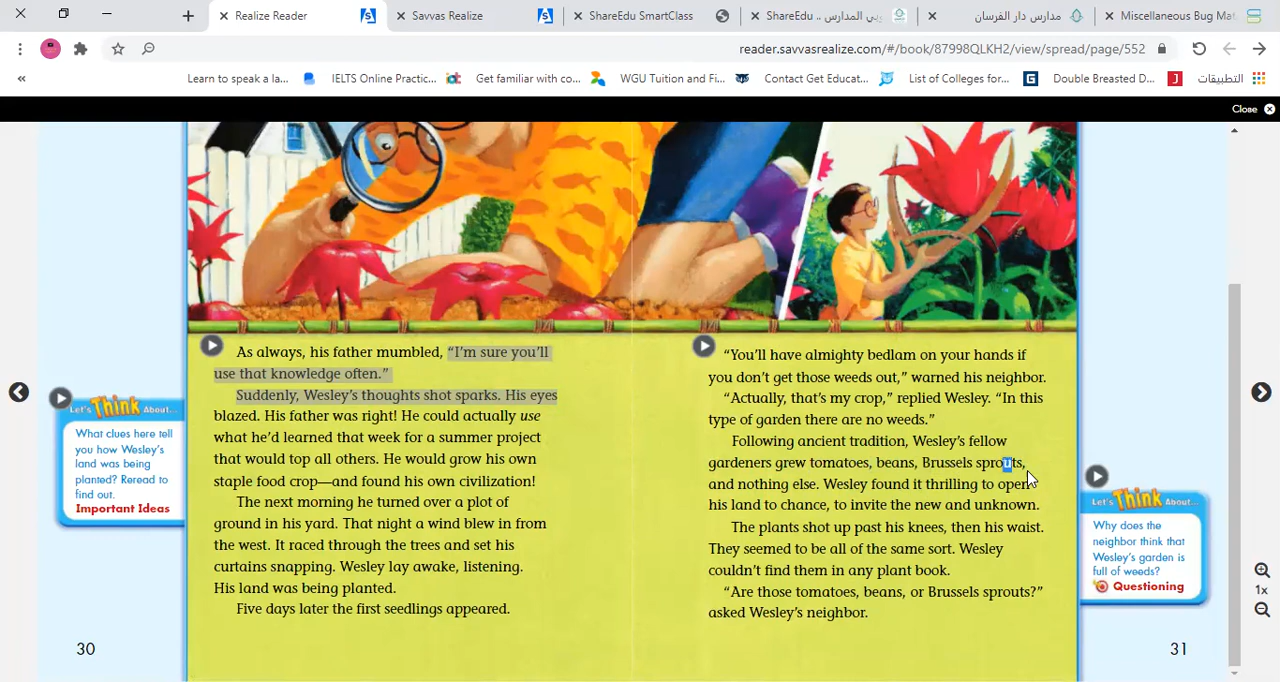 Realize Reader
Savvas Realize
ShareEdu SmartClass
ShareEdu .. بي المدارس
مدارس دار الفرسان
Miscellaneous Bug Mat
reader.savvasrealize.com/#/book/87998QLKH2/view/spread/page/552
Learn to speak a la...
IELTS Online Practic...
Get familiar with co...
WGU Tuition and Fi...
Contact Get Educat...
List of Colleges for...
Double Breasted D...
التطبيقات
Close
As always, his father mumbled, “I’m sure you’ll
use that knowledge often.”
Suddenly, Wesley’s thoughts shot sparks. His eyes
blazed. His father was right! He could actually use
what he’d learned that week for a summer project
that would top all others. He would grow his own
staple food crop—and found his own civilization!
The next morning he turned over a plot of
ground in his yard. That night a wind blew in from
the west. It raced through the trees and set his
curtains snapping. Wesley lay awake, listening.
His land was being planted.
Five days later the first seedlings appeared.
Let’s Think About...
What clues here tell
you how Wesley’s
land was being
planted? Reread to
find out.
Important Ideas
30
“You’ll have almighty bedlam on your hands if
you don’t get those weeds out,” warned his neighbor.
“Actually, that’s my crop,” replied Wesley. “In this
type of garden there are no weeds.”
Following ancient tradition, Wesley’s fellow
gardeners grew tomatoes, beans, Brussels sprouts,
and nothing else. Wesley found it thrilling to open
his land to chance, to invite the new and unknown.
The plants shot up past his knees, then his waist.
They seemed to be all of the same sort. Wesley
couldn’t find them in any plant book.
“Are those tomatoes, beans, or Brussels sprouts?”
asked Wesley’s neighbor.
Let’s Think About...
Why does the
neighbor think that
Wesley’s garden is
full of weeds?
Questioning
31
1x